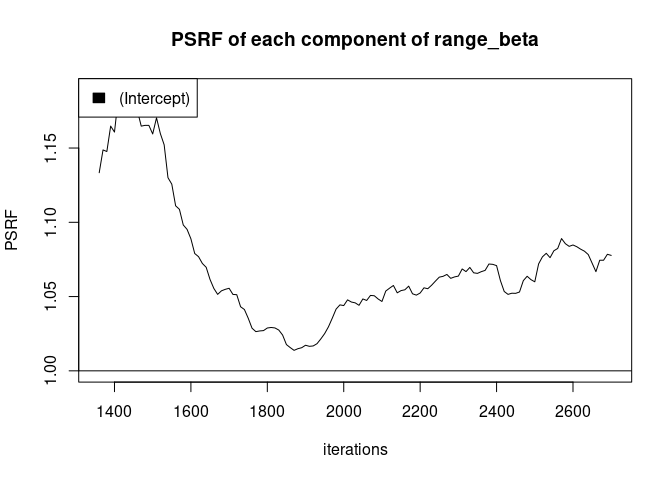 PSRF of each component of range_beta
(Intercept)
PSRF
1.15
1.10
1.05
1.00
1400 1600 1800 2000 2200 2400 2600
iterations